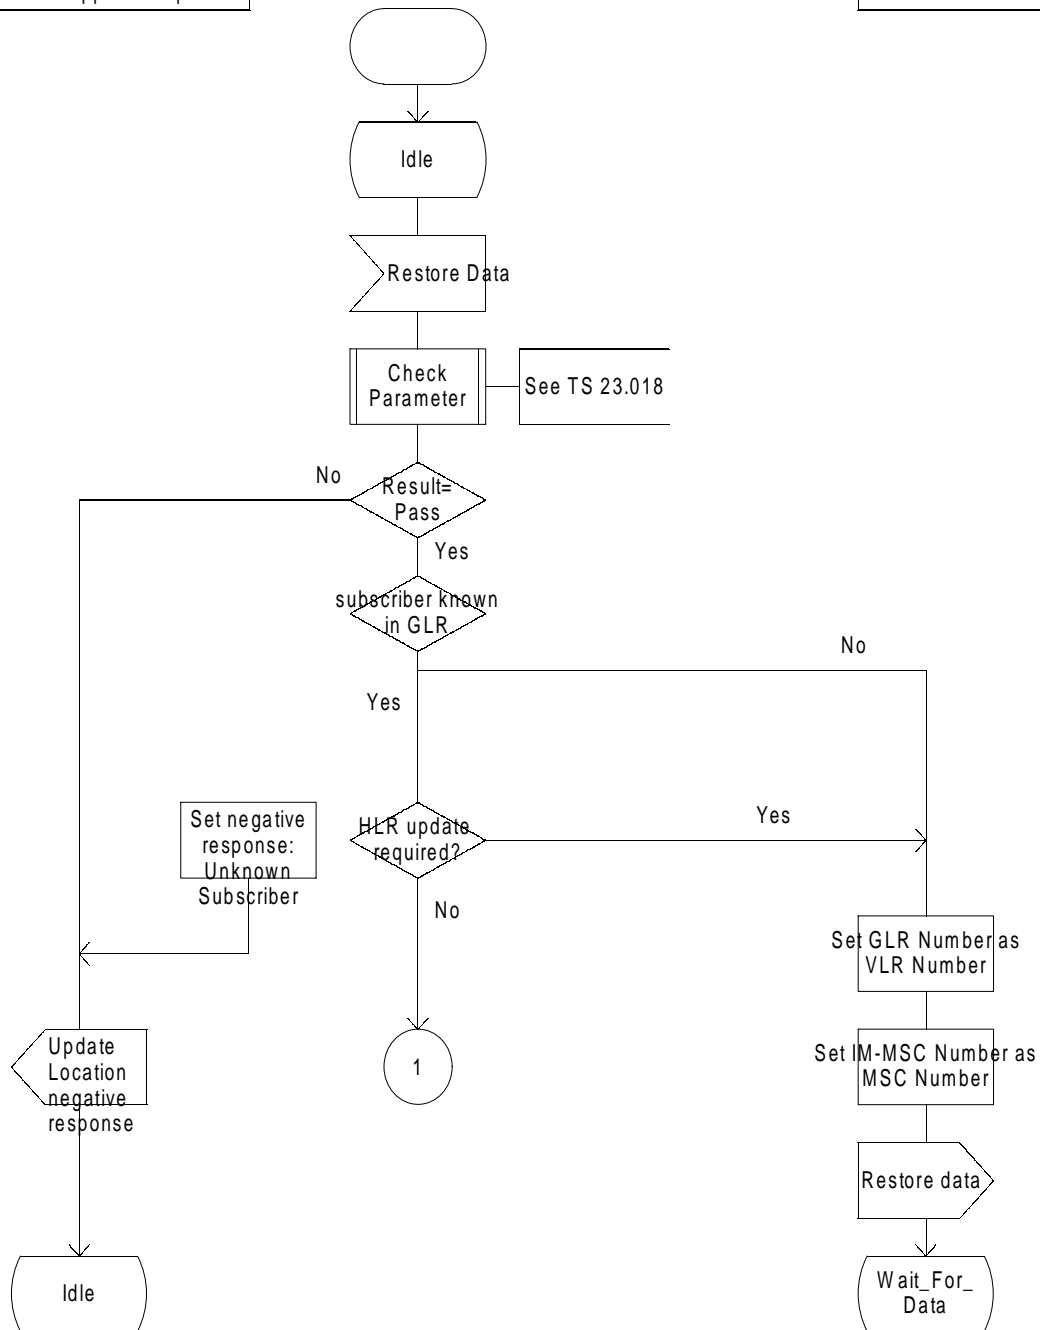 Idle
Restore Data
Check
Parameter
See TS 23.018
No
Result=
Pass
Yes
subscriber known
in GLR
No
Yes
Set negative
response:
Unknown
Subscriber
HLR update
required?
Yes
No
Set GLR Number as
VLR Number
Update
Location
negative
response
1
Set IM-MSC Number as
MSC Number
Restore data
Idle
Wait_For_
Data